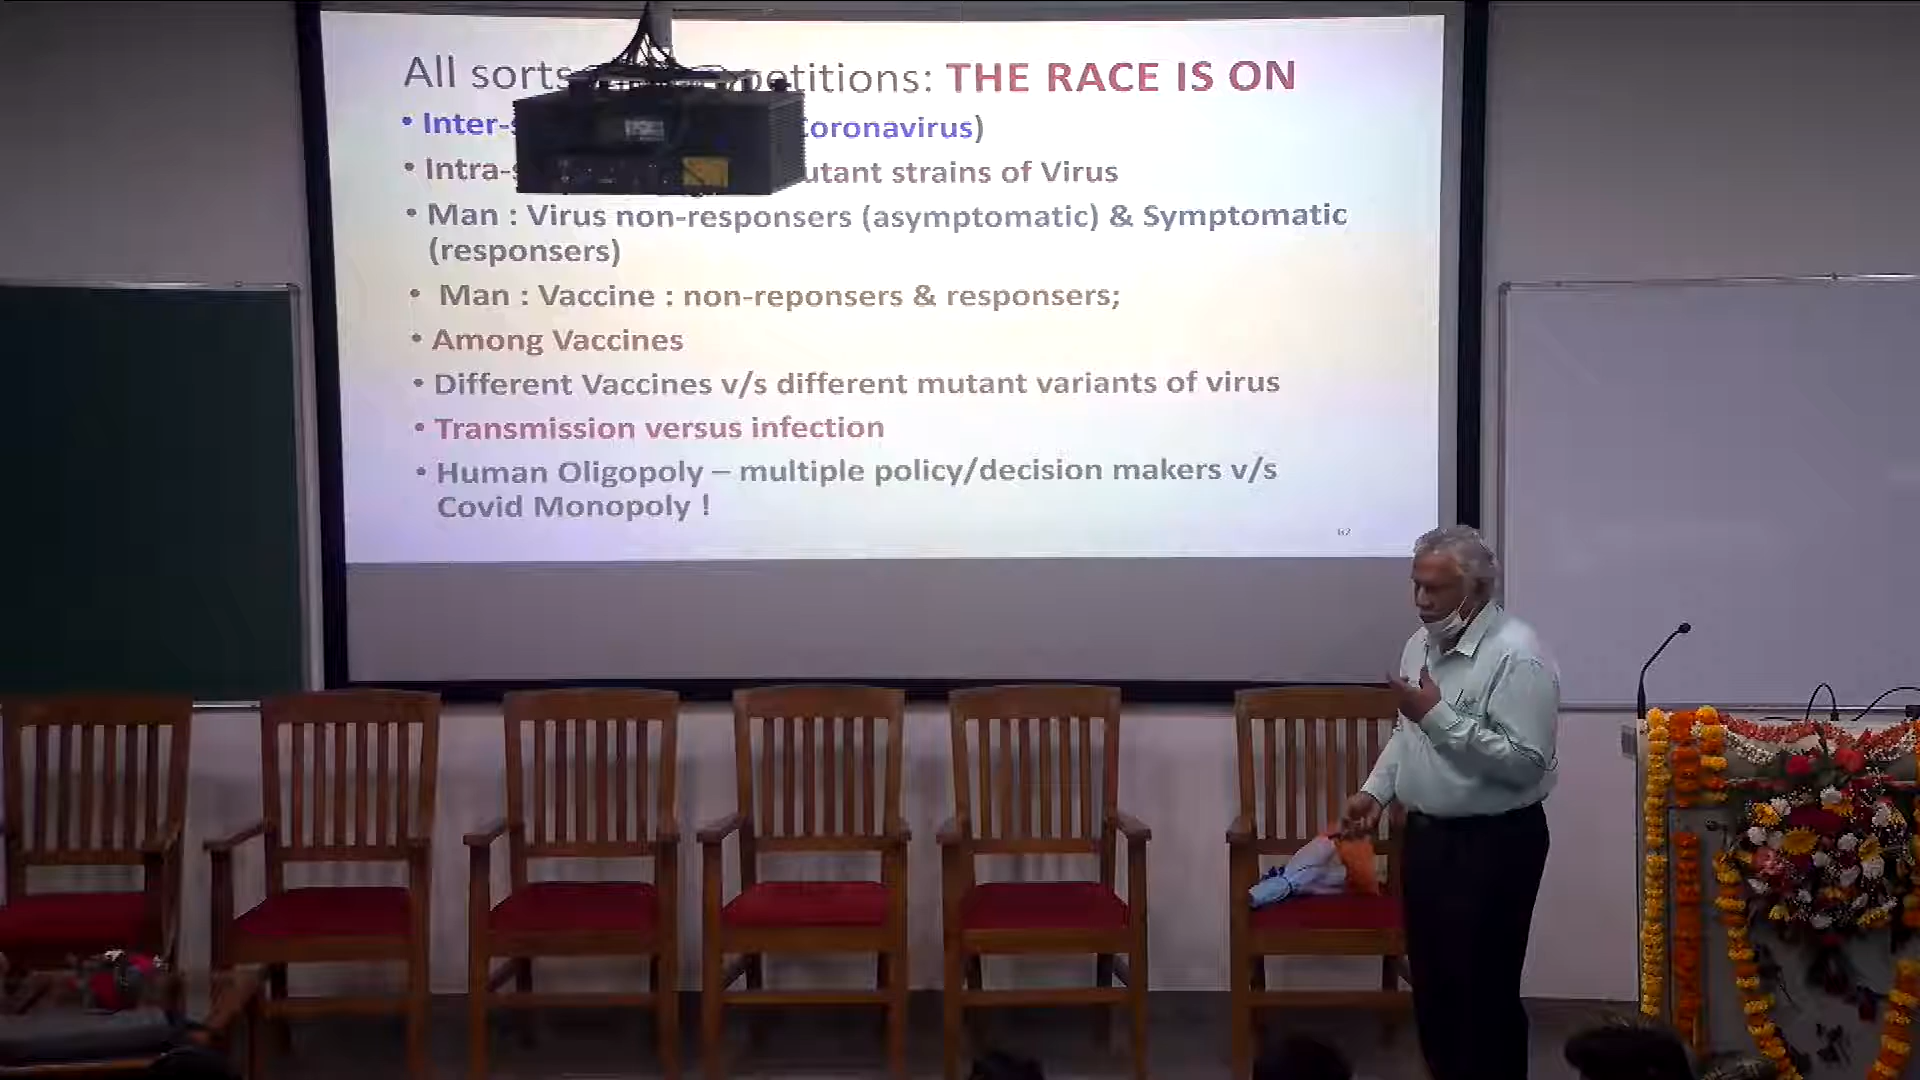 All sorts petitions: THE RACE IS ON
• Inter- oronavirus)
• Intra- utant strains of Virus
• Man : Virus non-responsers (asymptomatic) & Symptomatic
(responsers)
• Man : Vaccine : non-reponsers & responsers;
• Among Vaccines
• Different Vaccines v/s different mutant variants of virus
• Transmission versus infection
• Human Oligopoly – multiple policy/decision makers v/s
Covid Monopoly !